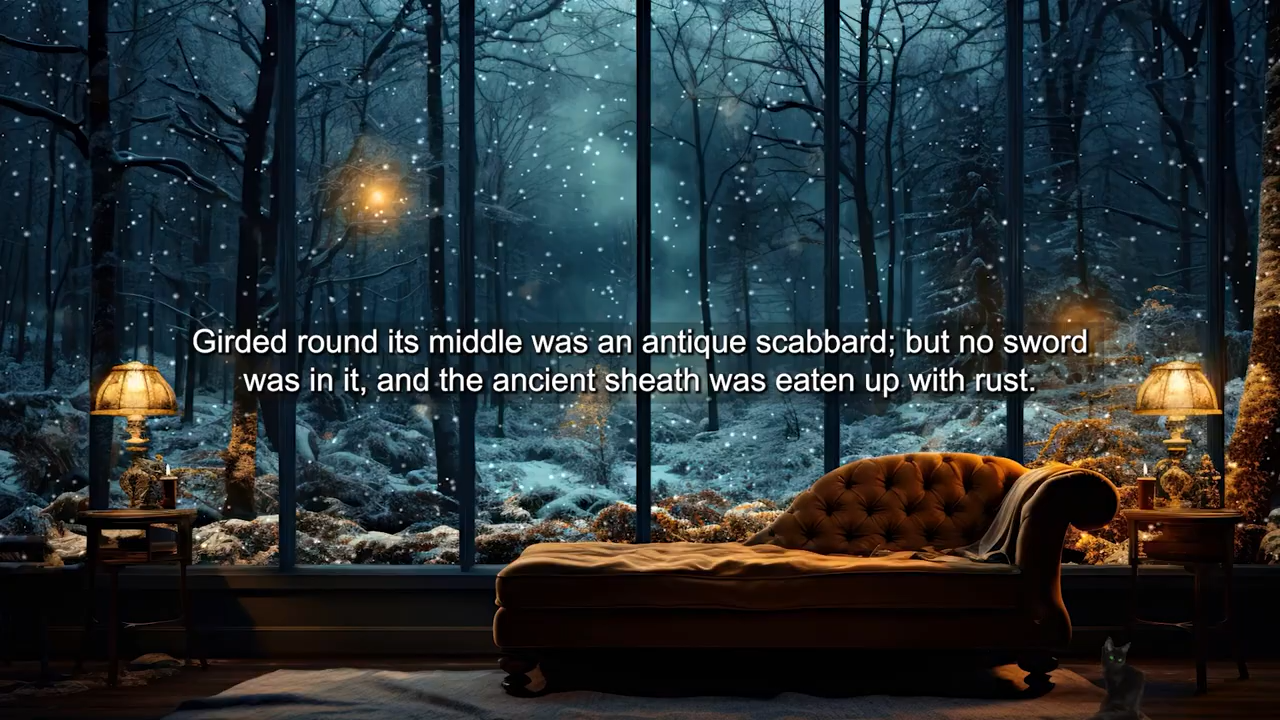 Girded round its middle was an antique scabbard; but no sword
was in it, and the ancient sheath was eaten up with rust.